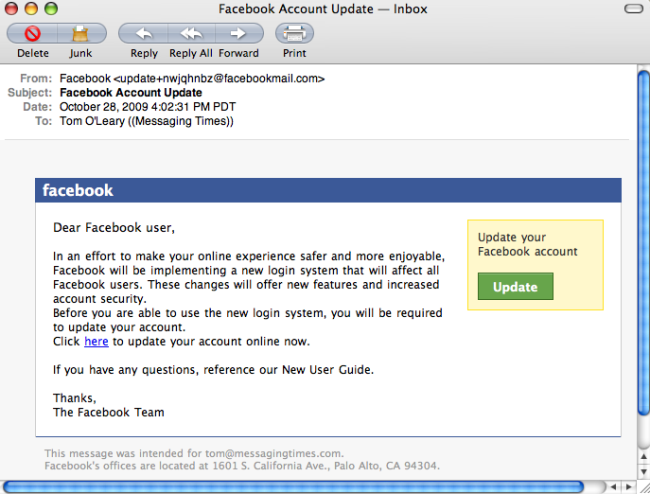 Facebook Account Update — Inbox
Delete Junk Reply Reply All Forward Print
From: Facebook <update+nwjqhnbz@facebookmail.com>
Subject: Facebook Account Update
Date: October 28, 2009 4:02:31 PM PDT
To: Tom O'Leary ((Messaging Times))
facebook
Dear Facebook user,
In an effort to make your online experience safer and more enjoyable,
Facebook will be implementing a new login system that will affect all
Facebook users. These changes will offer new features and increased
account security.
Before you are able to use the new login system, you will be required
to update your account.
Click here to update your account online now.
If you have any questions, reference our New User Guide.
Thanks,
The Facebook Team
Update your
Facebook account
Update
This message was intended for tom@messagingtimes.com.
Facebook's offices are located at 1601 S. California Ave., Palo Alto, CA 94304.